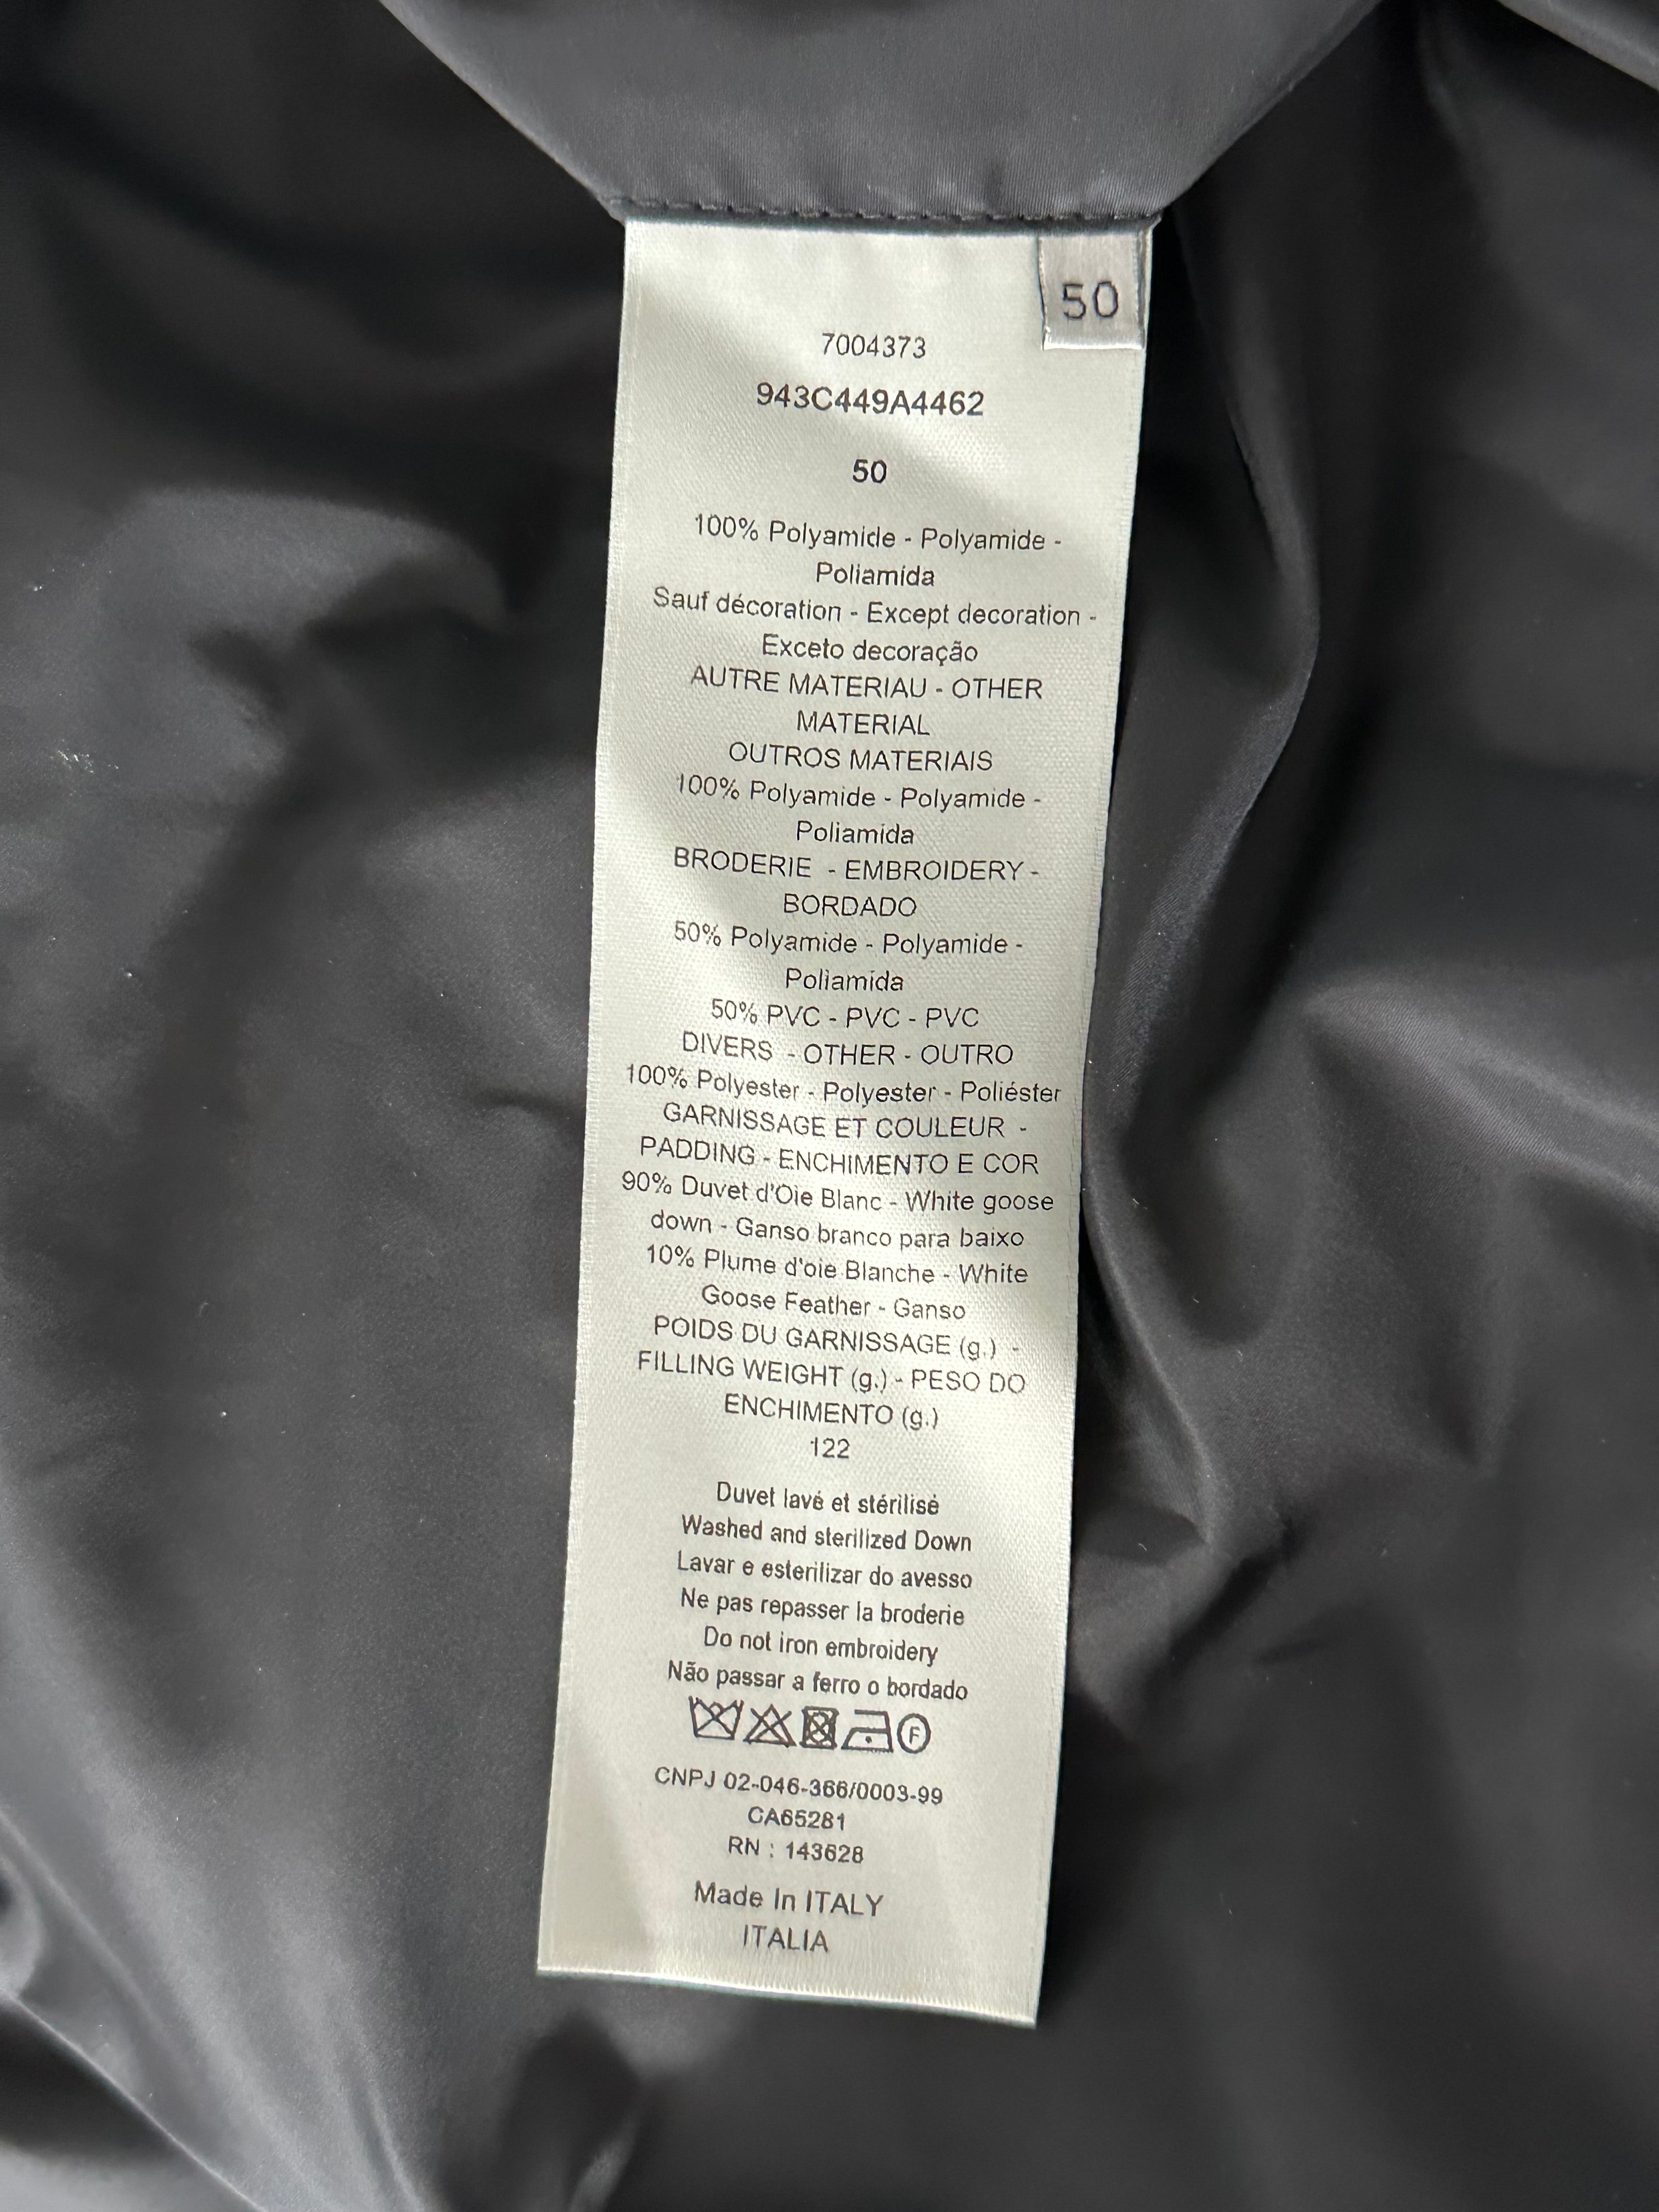 50
7004373
943C449A4462
50
100% Polyamide - Polyamide -
Poliamida
Sauf décoration - Except decoration -
Exceto decoração
AUTRE MATERIAU - OTHER
MATERIAL
OUTROS MATERIAIS
100% Polyamide - Polyamide -
Poliamida
BRODERIE - EMBROIDERY -
BORDADO
50% Polyamide - Polyamide -
Poliamida
50% PVC - PVC - PVC
DIVERS - OTHER - OUTRO
100% Polyester - Polyester - Poliéster
GARNISSAGE ET COULEUR -
PADDING - ENCHIMENTO E COR
90% Duvet d'Oie Blanc - White goose
down - Ganso branco para baixo
10% Plume d'oie Blanche - White
Goose Feather - Ganso
POIDS DU GARNISSAGE (g.) -
FILLING WEIGHT (g.) - PESO DO
ENCHIMENTO (g.)
122
Duvet lavé et stérilisé
Washed and sterilized Down
Lavar e esterilizar do avesso
Ne pas repasser la broderie
Do not iron embroidery
Não passar a ferro o bordado
F
CNPJ 02-046-366/0003-99
CA65281
RN : 143628
Made In ITALY
ITALIA